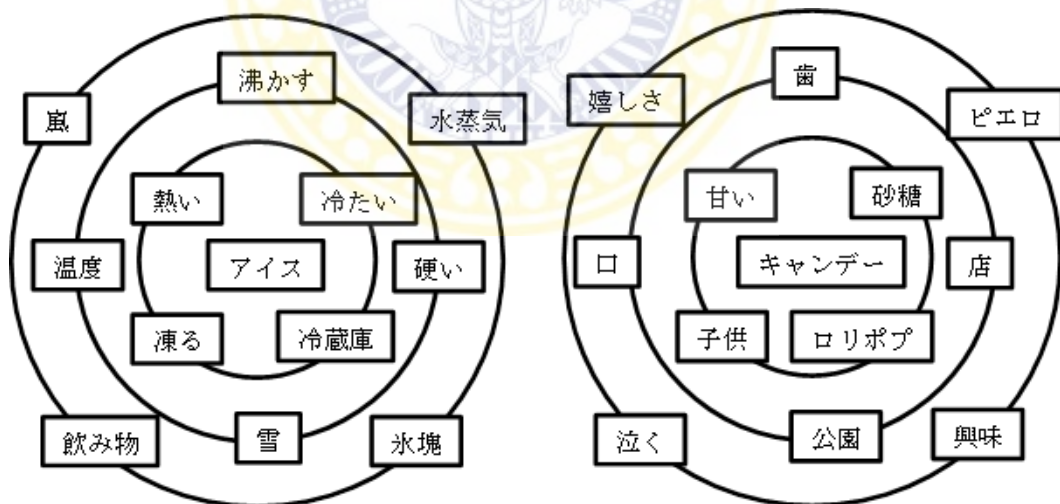 沸かす
嵐
水蒸気
熱い
冷たい
温度
アイス
硬い
凍る
冷蔵庫
飲み物
雪
氷塊
歯
嬉しさ
ピエロ
甘い
砂糖
口
キャンデー
店
子供
ロリポプ
泣く
公園
興味